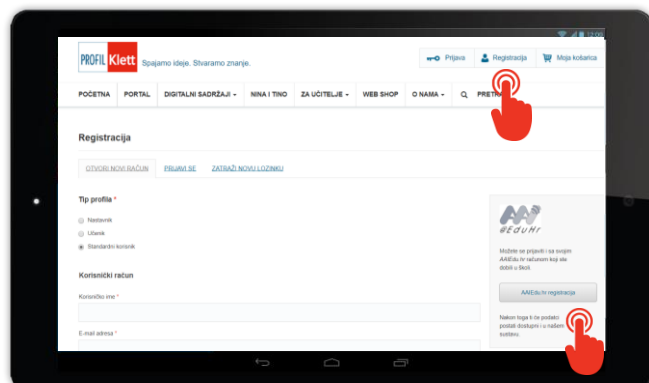 12:09
PROFIL Klett Spajamo ideje. Stvaramo znanje.
Prijava Registracija Moja košarica
POČETNA PORTAL DIGITALNI SADRŽAJI NINA I TINO ZA UČITELJE WEB SHOP O NAMA
Registracija
OTVORI NOVI RAČUN PRIJAVI SE ZATRAŽI NOVU LOZINKU
Tip profila *
Nastavnik
Učenik
Standardni korisnik
Korisnički račun
Korisničko ime *
E-mail adresa *
AAI
@EduHr
Možete se prijaviti i sa svojim
AAI/Edu.hr računom koji ste
dobili u školi.
AAI/Edu.hr registracija
Nakon toga ti će podatci
postati dostupni i u našem
sustavu.